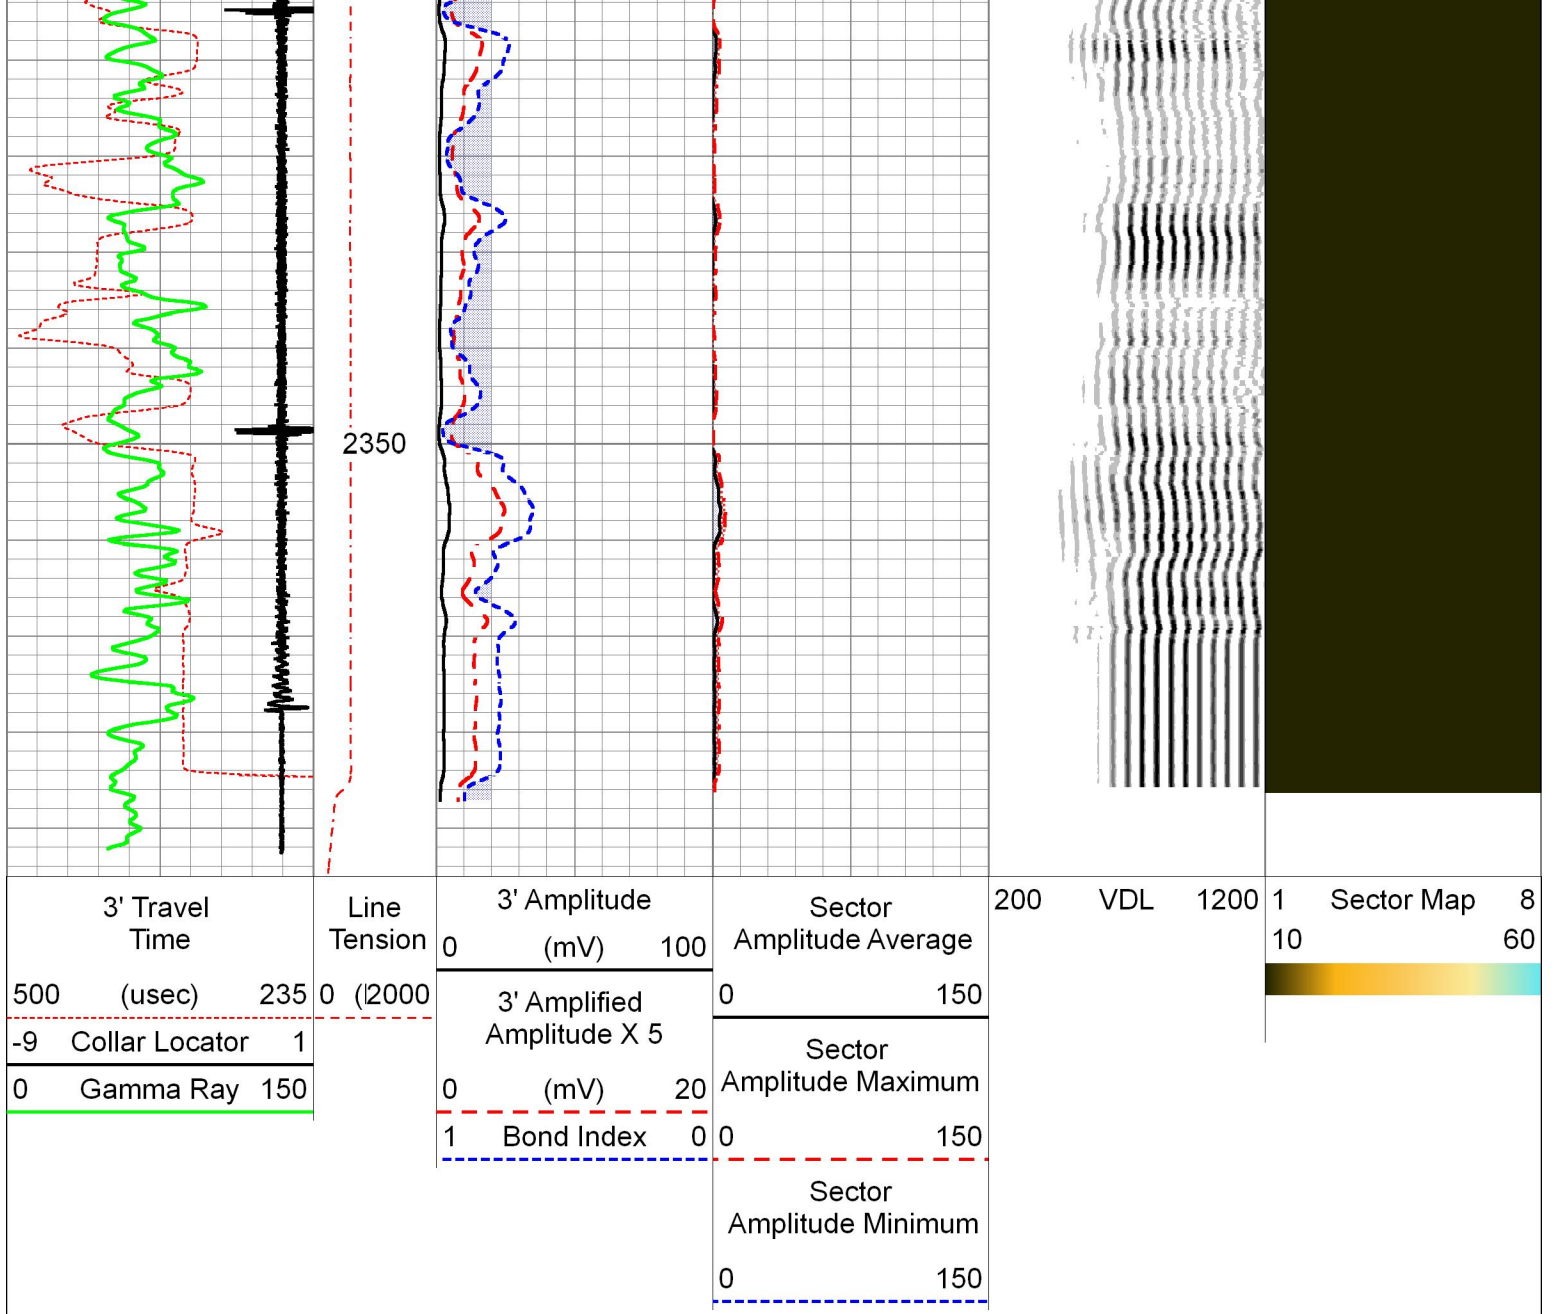 2350
3' Travel
Time
500 (usec) 235
-9 Collar Locator 1
0 Gamma Ray 150
Line
Tension
0 (l2000
3' Amplitude
0 (mV) 100
3' Amplified
Amplitude X 5
0 (mV) 20
1 Bond Index 0
Sector
Amplitude Average
0 150
Sector
Amplitude Maximum
0 150
Sector
Amplitude Minimum
0 150
200 VDL 1200
1 Sector Map 8
10 60